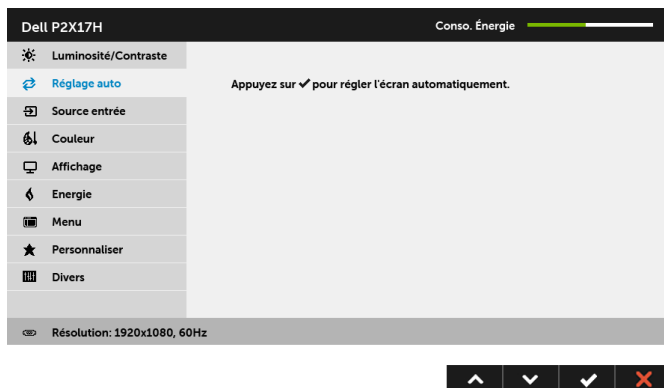 Dell P2X17H
Conso. Énergie
Luminosité/Contraste
Réglage auto
Appuyez sur ✓ pour régler l'écran automatiquement.
Source entrée
Couleur
Affichage
Energie
Menu
Personnaliser
Divers
Résolution: 1920x1080, 60Hz